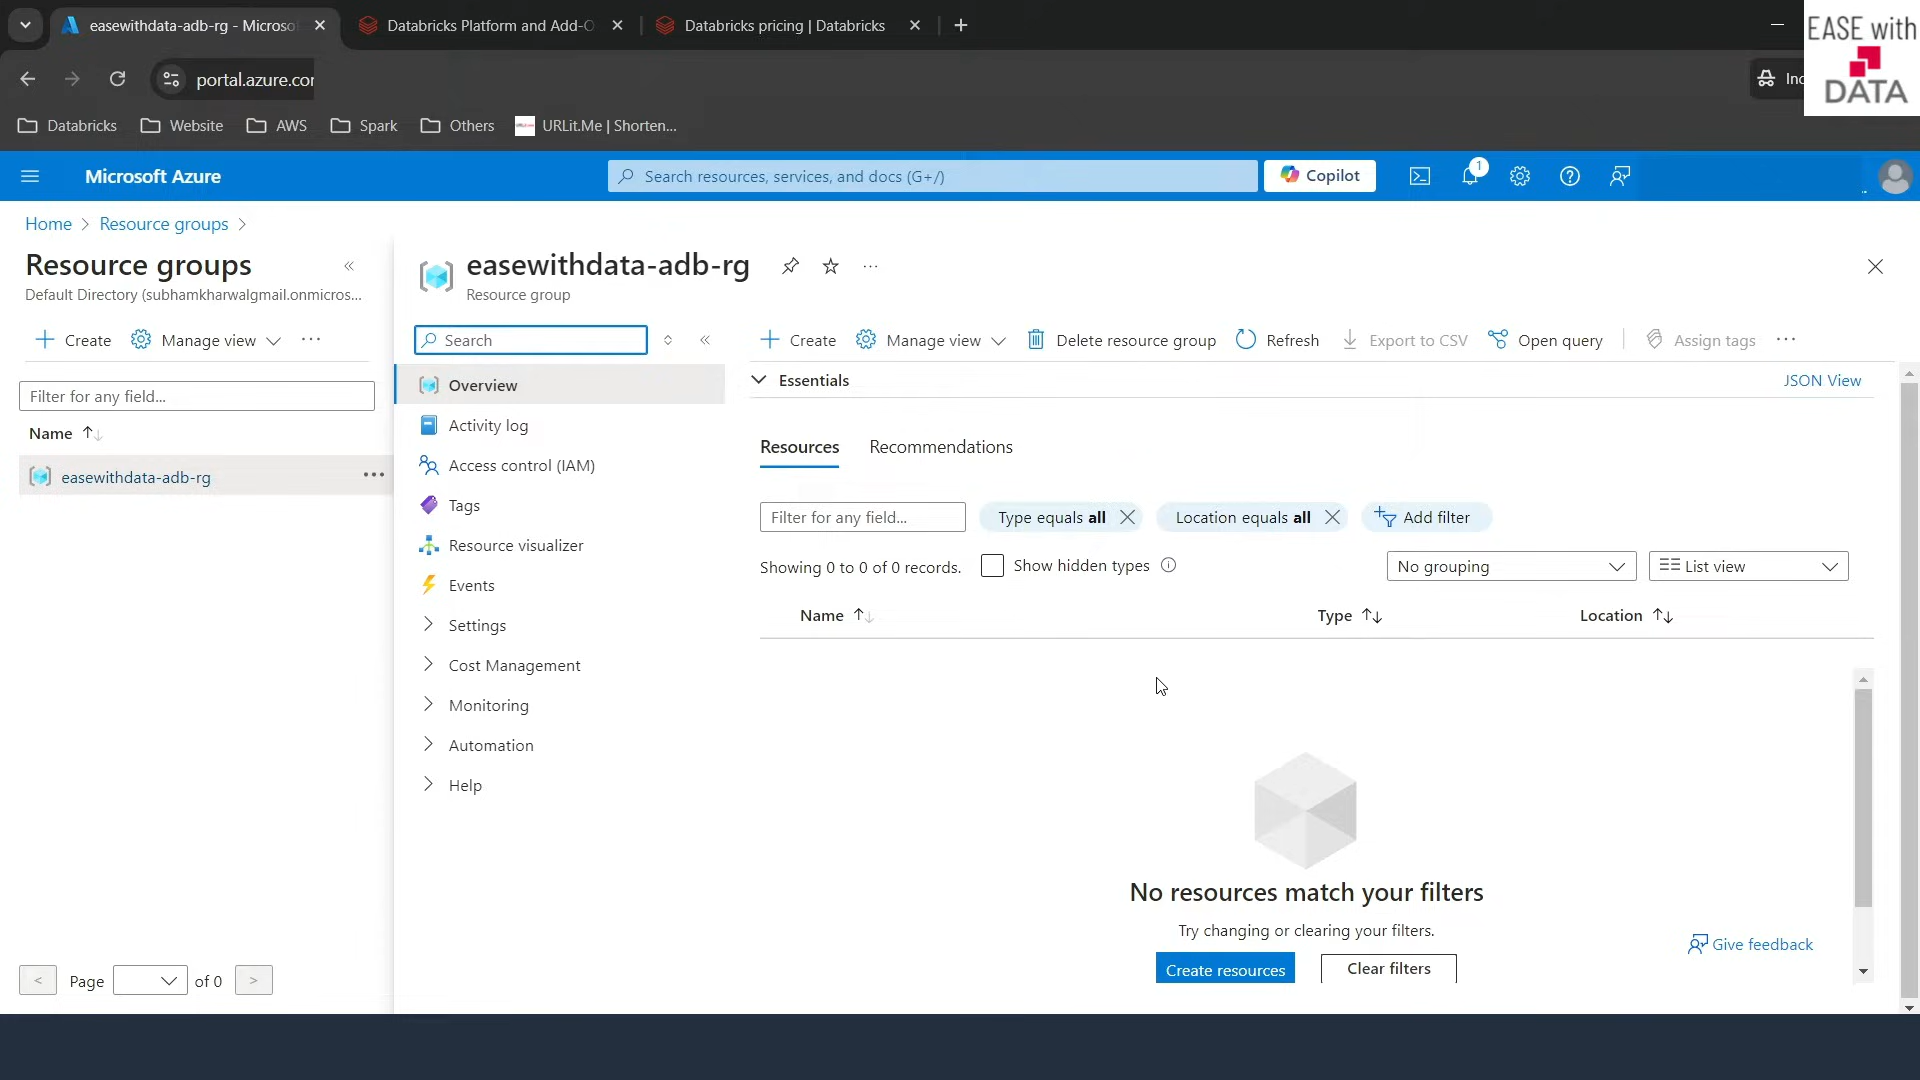 easewithdata-adb-rg - Microso
Databricks Platform and Add-O
Databricks pricing | Databricks
EASE with
DATA
portal.azure.com
Inc
Databricks
Website
AWS
Spark
Others
URLit.Me | Shorten...
Microsoft Azure
Search resources, services, and docs (G+/)
Copilot
1
Home > Resource groups >
Resource groups
Default Directory (subhamkharwalgmail.onmicros...
Create
Manage view
...
Filter for any field...
Name
easewithdata-adb-rg
...
< Page of 0 >
easewithdata-adb-rg
...
Resource group
Search
Overview
Activity log
Access control (IAM)
Tags
Resource visualizer
Events
Settings
Cost Management
Monitoring
Automation
Help
Create
Manage view
Delete resource group
Refresh
Export to CSV
Open query
Assign tags
...
Essentials
JSON View
Resources
Recommendations
Filter for any field...
Type equals all
Location equals all
Add filter
Showing 0 to 0 of 0 records.
Show hidden types
No grouping
List view
Name
Type
Location
No resources match your filters
Try changing or clearing your filters.
Create resources
Clear filters
Give feedback